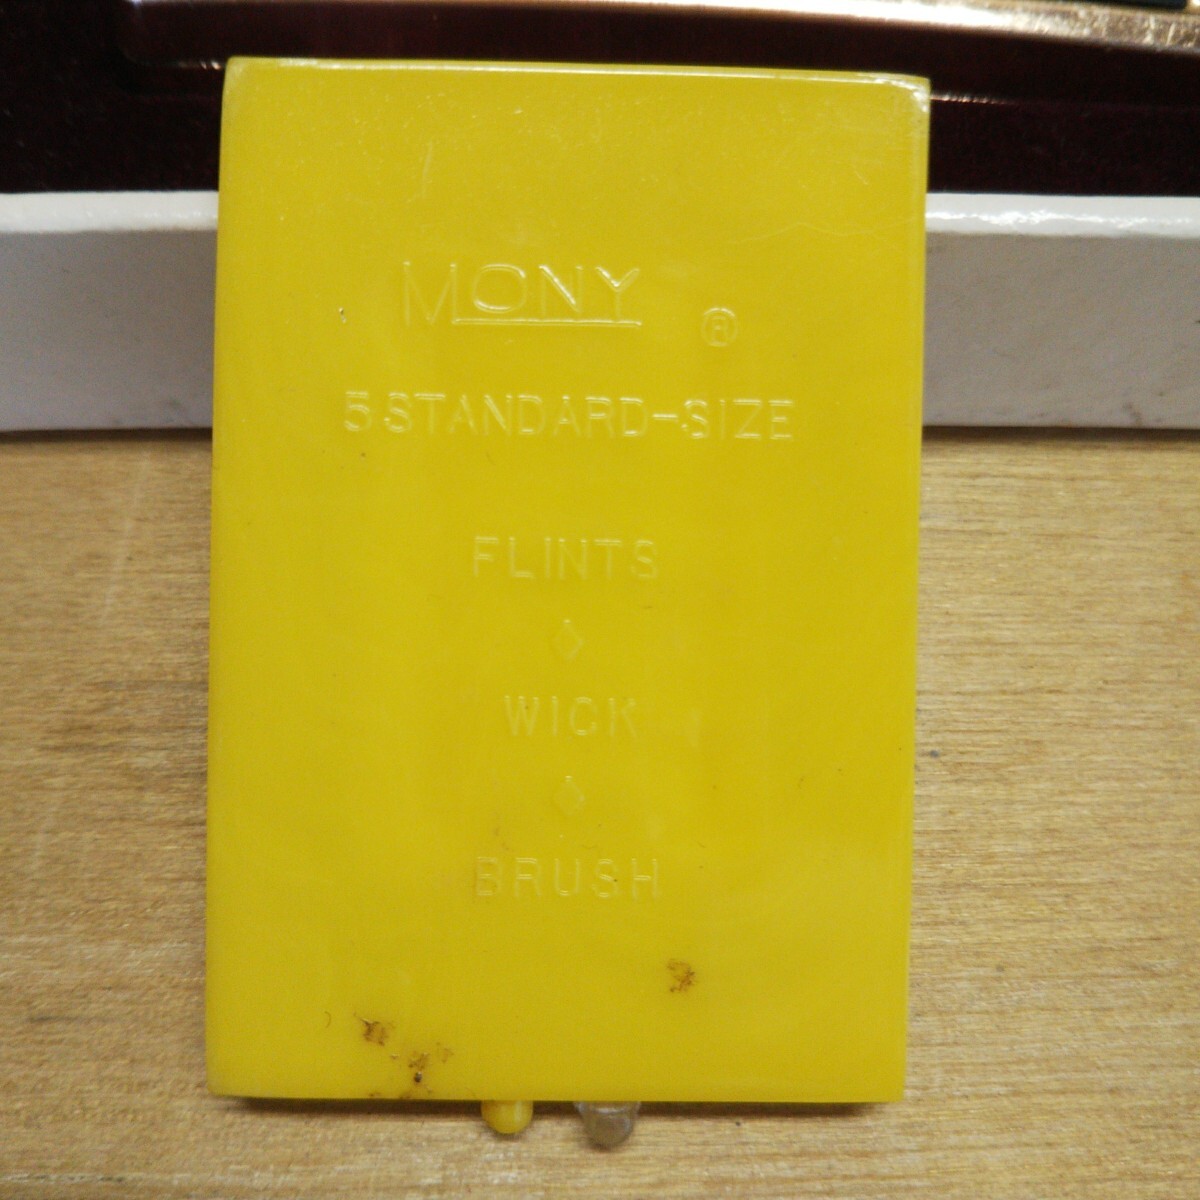 MONY ®
5 STANDARD-SIZE
FLINTS
◇
WICK
◇
BRUSH